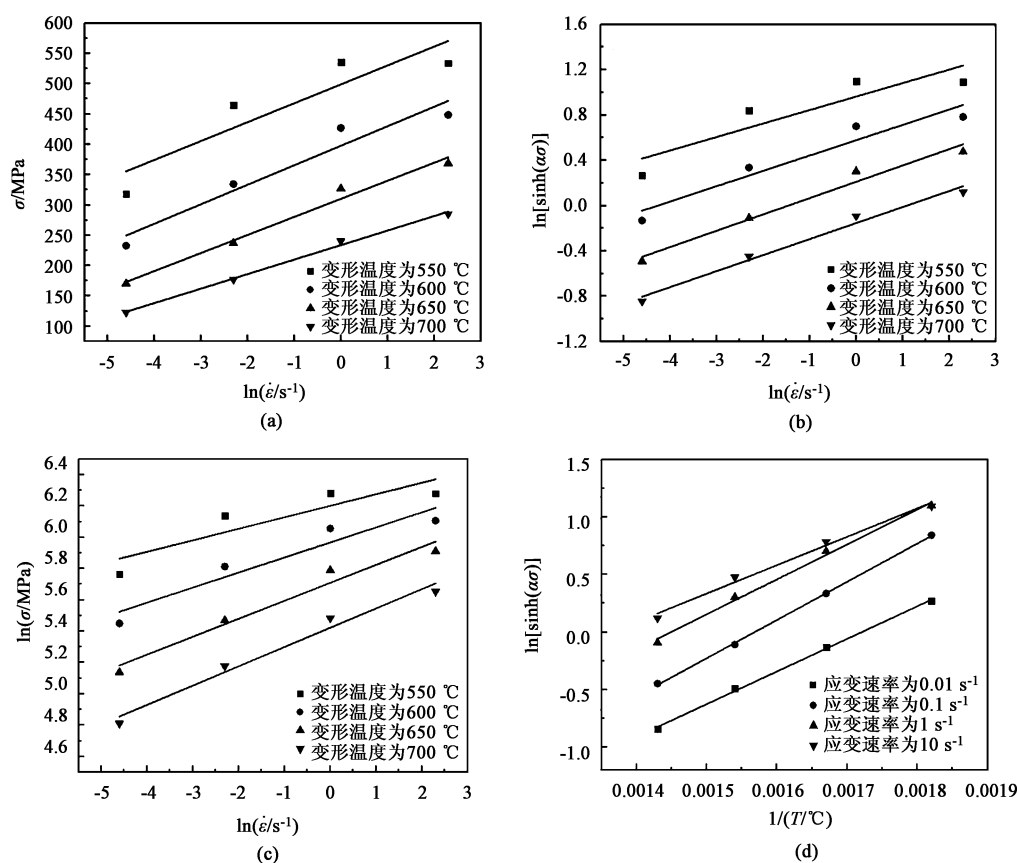 550
500
450
400
350
300
250
200
150
100
σ/MPa
-5 -4 -3 -2 -1 0 1 2 3
ln(ε̇/s⁻¹)
变形温度为550 ℃
变形温度为600 ℃
变形温度为650 ℃
变形温度为700 ℃
(a)
1.6
1.2
0.8
0.4
0.0
-0.4
-0.8
-1.2
ln[sinh(ασ)]
-5 -4 -3 -2 -1 0 1 2 3
ln(ε̇/s⁻¹)
变形温度为550 ℃
变形温度为600 ℃
变形温度为650 ℃
变形温度为700 ℃
(b)
6.4
6.2
6.0
5.8
5.6
5.4
5.2
5.0
4.8
4.6
ln(σ/MPa)
-5 -4 -3 -2 -1 0 1 2 3
ln(ε̇/s⁻¹)
变形温度为550 ℃
变形温度为600 ℃
变形温度为650 ℃
变形温度为700 ℃
(c)
1.5
1.0
0.5
0.0
-0.5
-1.0
ln[sinh(ασ)]
0.0014 0.0015 0.0016 0.0017 0.0018 0.0019
1/(T/℃)
应变速率为0.01 s⁻¹
应变速率为0.1 s⁻¹
应变速率为1 s⁻¹
应变速率为10 s⁻¹
(d)